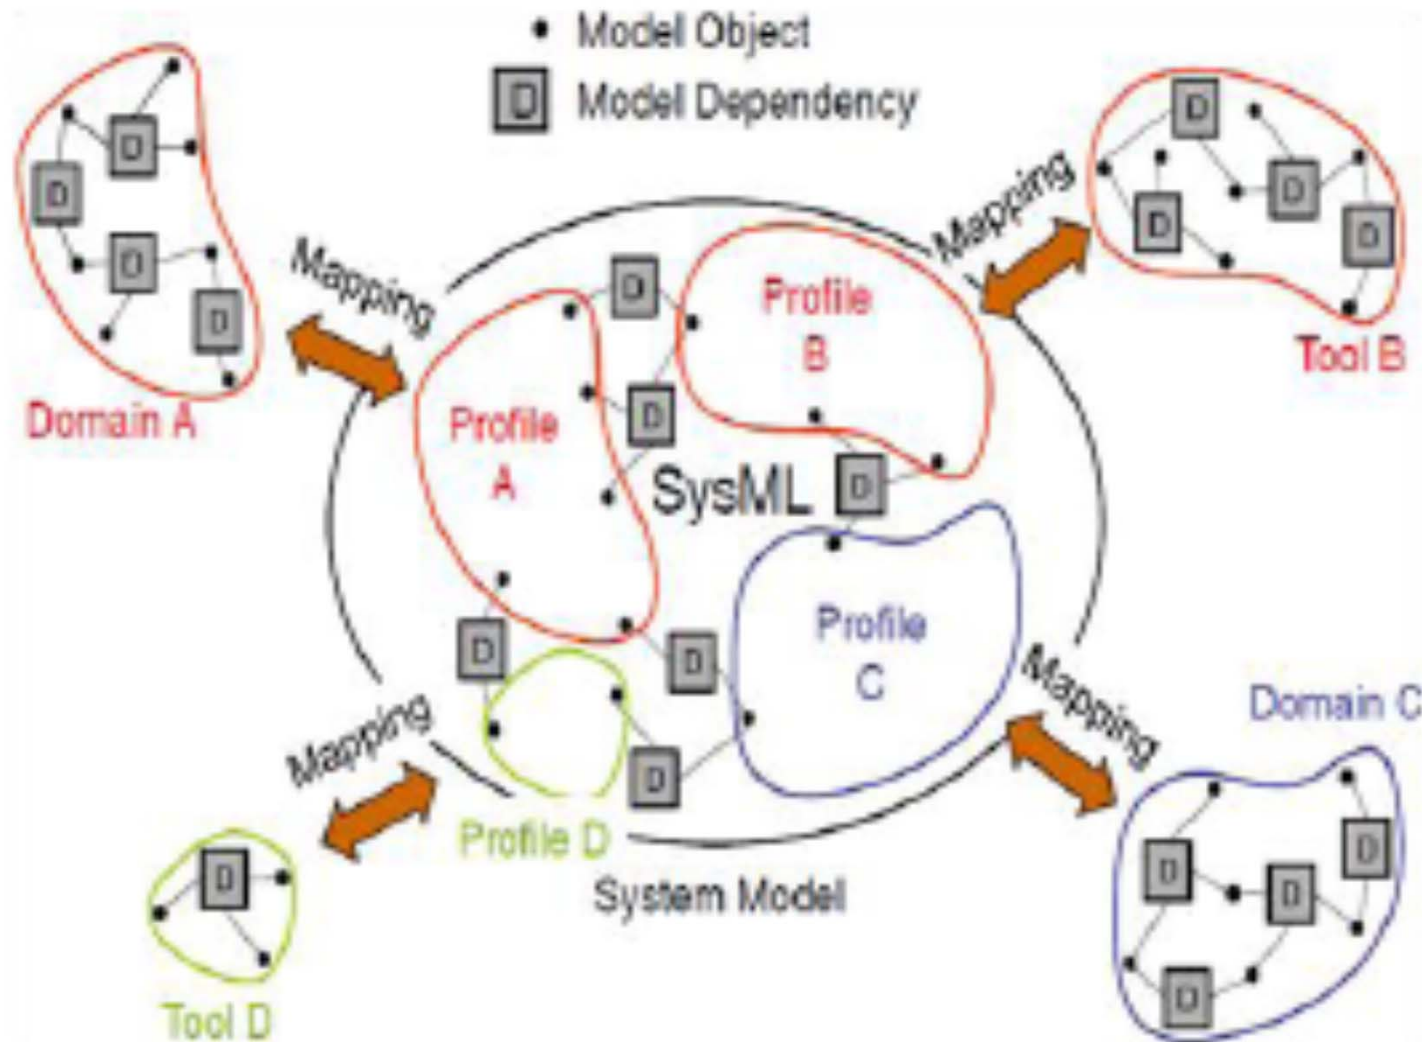 Model Object
D Model Dependency
D
D
D
D
Domain A
Mapping
D
D
D
D
Tool B
Mapping
D
D
D
D
D
D
Profile
A
Profile
B
SysML
Profile
C
Profile D
System Model
Mapping
D
Tool D
Mapping
Domain C
D
D
D
D